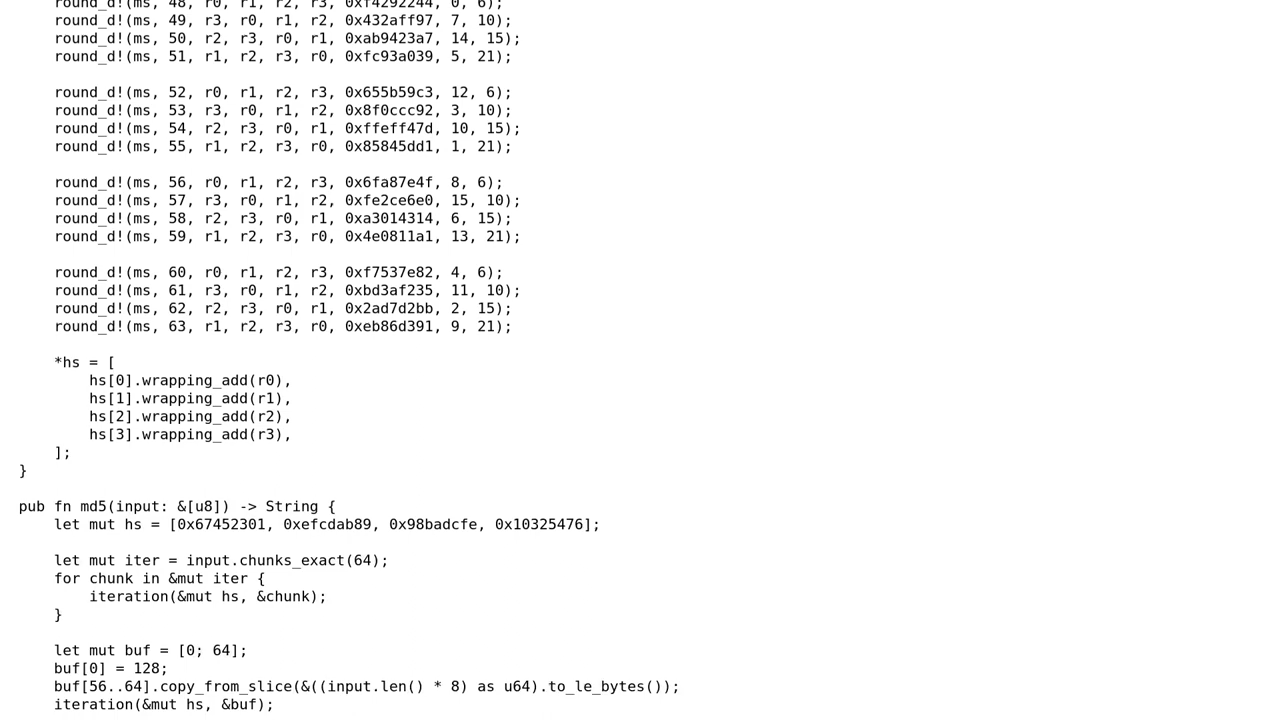 round_d!(ms, 48, r0, r1, r2, r3, 0xf4292244, 0, 6);
round_d!(ms, 49, r3, r0, r1, r2, 0x432aff97, 7, 10);
round_d!(ms, 50, r2, r3, r0, r1, 0xab9423a7, 14, 15);
round_d!(ms, 51, r1, r2, r3, r0, 0xfc93a039, 5, 21);
round_d!(ms, 52, r0, r1, r2, r3, 0x655b59c3, 12, 6);
round_d!(ms, 53, r3, r0, r1, r2, 0x8f0ccc92, 3, 10);
round_d!(ms, 54, r2, r3, r0, r1, 0xffeff47d, 10, 15);
round_d!(ms, 55, r1, r2, r3, r0, 0x85845dd1, 1, 21);
round_d!(ms, 56, r0, r1, r2, r3, 0x6fa87e4f, 8, 6);
round_d!(ms, 57, r3, r0, r1, r2, 0xfe2ce6e0, 15, 10);
round_d!(ms, 58, r2, r3, r0, r1, 0xa3014314, 6, 15);
round_d!(ms, 59, r1, r2, r3, r0, 0x4e0811a1, 13, 21);
round_d!(ms, 60, r0, r1, r2, r3, 0xf7537e82, 4, 6);
round_d!(ms, 61, r3, r0, r1, r2, 0xbd3af235, 11, 10);
round_d!(ms, 62, r2, r3, r0, r1, 0x2ad7d2bb, 2, 15);
round_d!(ms, 63, r1, r2, r3, r0, 0xeb86d391, 9, 21);
*hs = [
hs[0].wrapping_add(r0),
hs[1].wrapping_add(r1),
hs[2].wrapping_add(r2),
hs[3].wrapping_add(r3),
];
}
pub fn md5(input: &[u8]) -> String {
let mut hs = [0x67452301, 0xefcdab89, 0x98badcfe, 0x10325476];
let mut iter = input.chunks_exact(64);
for chunk in &mut iter {
iteration(&mut hs, &chunk);
}
let mut buf = [0; 64];
buf[0] = 128;
buf[56..64].copy_from_slice(&((input.len() * 8) as u64).to_le_bytes());
iteration(&mut hs, &buf);